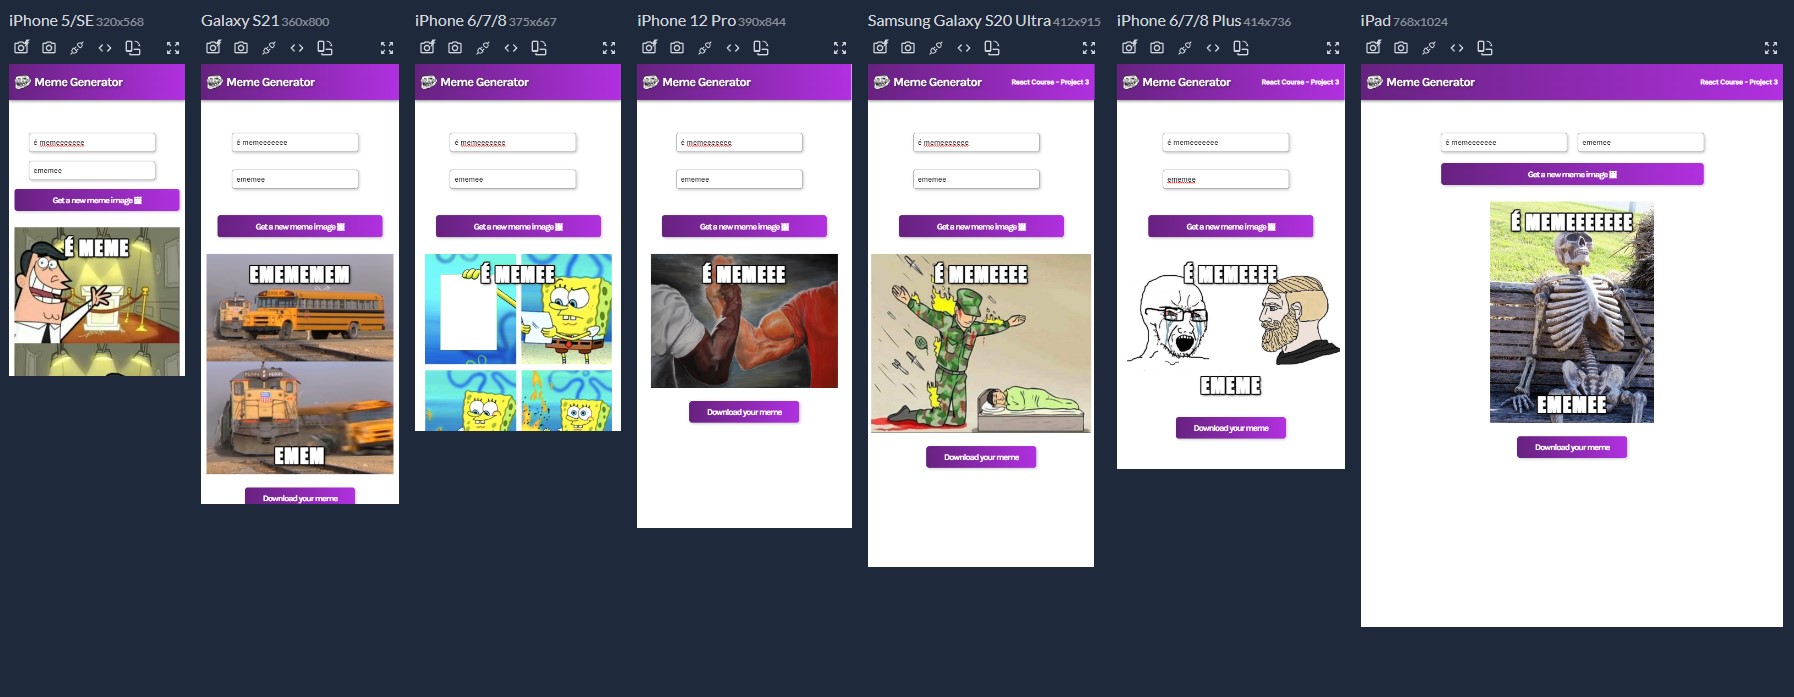 iPhone 5/SE 320x568
Meme Generator
é memeeeeeee
ememee
Get a new meme image
É MEME
Galaxy S21 360x800
Meme Generator
é memeeeeeee
ememee
Get a new meme image
EMEMEMEM
EMEM
Download your meme
iPhone 6/7/8 375x667
Meme Generator
é memeeeeeee
ememee
Get a new meme image
É MEMEE
iPhone 12 Pro 390x844
Meme Generator
é memeeeeeee
ememee
Get a new meme image
É MEMEEE
Download your meme
Samsung Galaxy S20 Ultra 412x915
Meme Generator
React Course - Project 3
é memeeeeeee
ememee
Get a new meme image
É MEMEEEE
Download your meme
iPhone 6/7/8 Plus 414x736
Meme Generator
React Course - Project 3
é memeeeeeee
ememee
Get a new meme image
É MEMEEEE
EMEME
Download your meme
iPad 768x1024
Meme Generator
React Course - Project 3
é memeeeeeee
ememee
Get a new meme image
É MEMEEEEEEE
EMEMEE
Download your meme